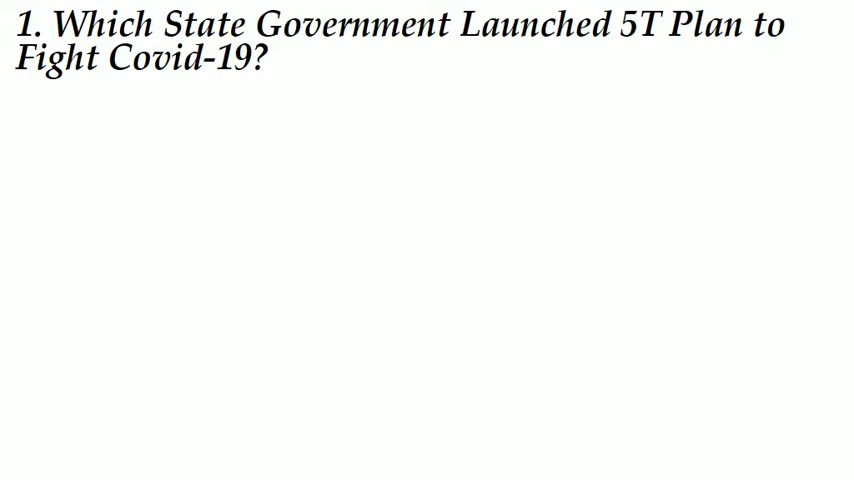 1. Which State Government Launched 5T Plan to
Fight Covid-19?